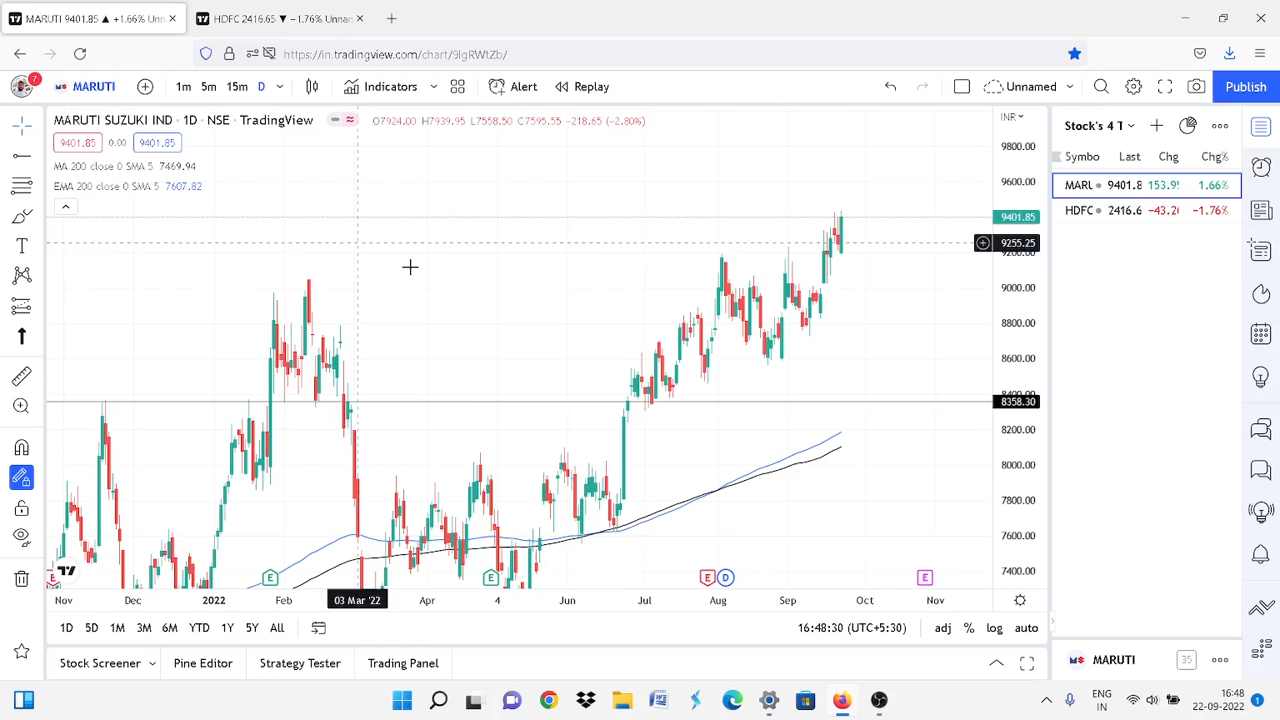 MARUTI 9401.85 ▲ +1.66% Unn
HDFC 2416.65 ▼ −1.76% Unnan
https://in.tradingview.com/chart/9lgRWtZb/
7
MARUTI
1m 5m 15m D
Indicators
Alert
Replay
Unnamed
Publish
MARUTI SUZUKI IND · 1D · NSE · TradingView
O7924.00 H7939.95 L7558.50 C7595.55 −218.65 (−2.80%)
INR
9401.85 0.00 9401.85
MA 200 close 0 SMA 5 7469.94
EMA 200 close 0 SMA 5 7607.82
9800.00
9600.00
9401.85
9255.25
9200.00
9000.00
8800.00
8600.00
8400.00
8358.30
8200.00
8000.00
7800.00
7600.00
7400.00
E E E E D E
Nov Dec 2022 Feb 03 Mar '22 Apr 4 Jun Jul Aug Sep Oct Nov
1D 5D 1M 3M 6M YTD 1Y 5Y All
16:48:30 (UTC+5:30) adj % log auto
Stock Screener Pine Editor Strategy Tester Trading Panel
Stock's 4 T
Symbo Last Chg Chg%
MARU 9401.8 153.95 1.66%
HDFC 2416.6 −43.20 −1.76%
MARUTI 35
ENG
IN
16:48
22-09-2022
1